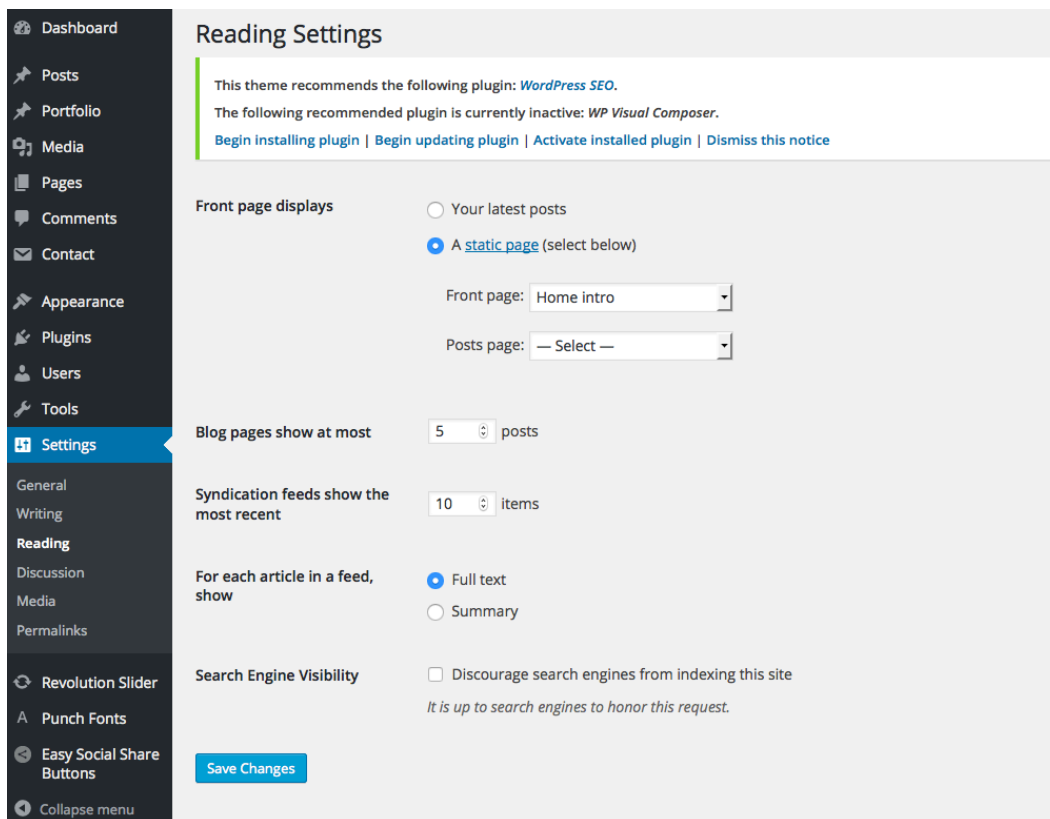 Dashboard
Posts
Portfolio
Media
Pages
Comments
Contact
Appearance
Plugins
Users
Tools
Settings
General
Writing
Reading
Discussion
Media
Permalinks
Revolution Slider
A Punch Fonts
Easy Social Share
Buttons
Collapse menu
Reading Settings
This theme recommends the following plugin: WordPress SEO.
The following recommended plugin is currently inactive: WP Visual Composer.
Begin installing plugin | Begin updating plugin | Activate installed plugin | Dismiss this notice
Front page displays
Your latest posts
A static page (select below)
Front page: Home intro
Posts page: — Select —
Blog pages show at most
5 posts
Syndication feeds show the
most recent
10 items
For each article in a feed,
show
Full text
Summary
Search Engine Visibility
Discourage search engines from indexing this site
It is up to search engines to honor this request.
Save Changes